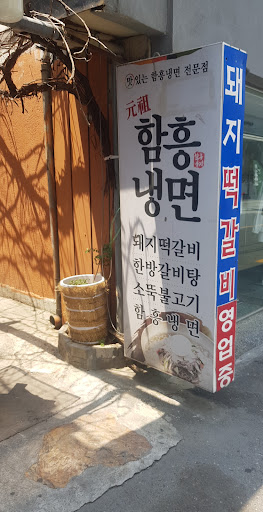 맛있는 함흥냉면 전문점
元祖
함흥
냉면
돼지떡갈비
한방갈비탕
소뚝불고기
함흥냉면
돼지떡갈비영업중